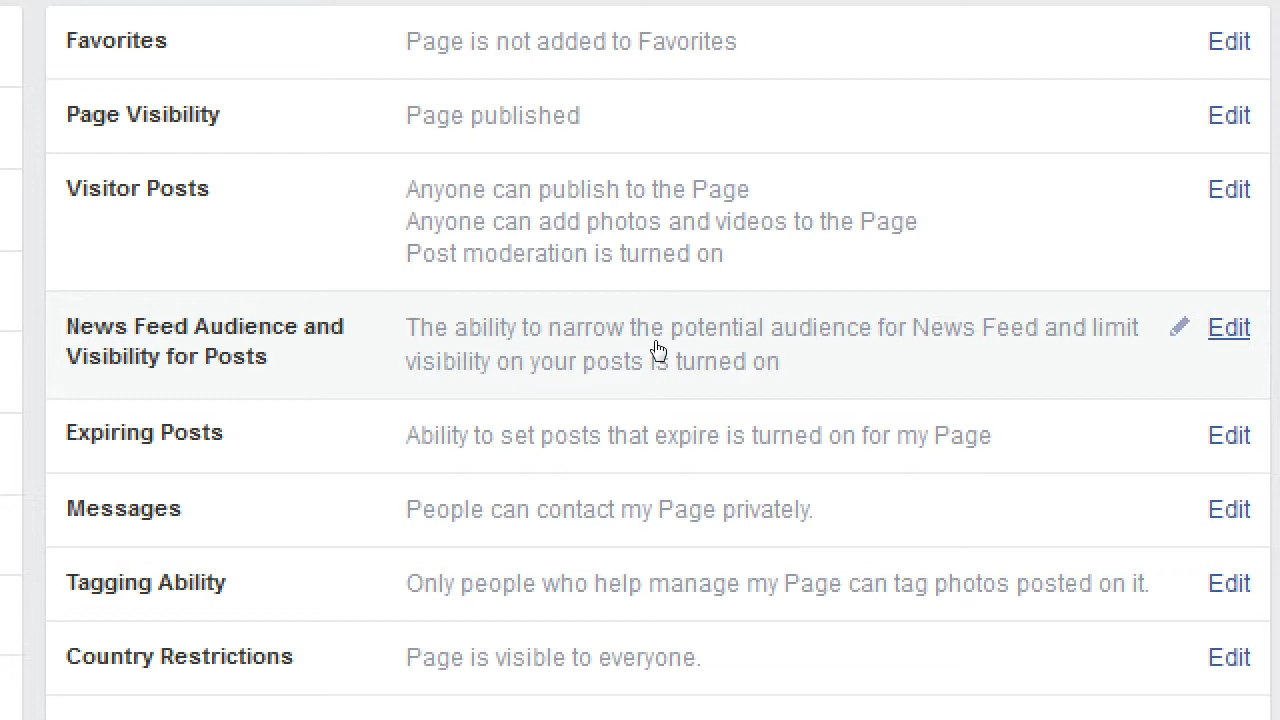 Favorites
Page is not added to Favorites
Edit
Page Visibility
Page published
Edit
Visitor Posts
Anyone can publish to the Page
Edit
Anyone can add photos and videos to the Page
Post moderation is turned on
News Feed Audience and
Visibility for Posts
The ability to narrow the potential audience for News Feed and limit
visibility on your posts is turned on
Edit
Expiring Posts
Ability to set posts that expire is turned on for my Page
Edit
Messages
People can contact my Page privately.
Edit
Tagging Ability
Only people who help manage my Page can tag photos posted on it.
Edit
Country Restrictions
Page is visible to everyone.
Edit